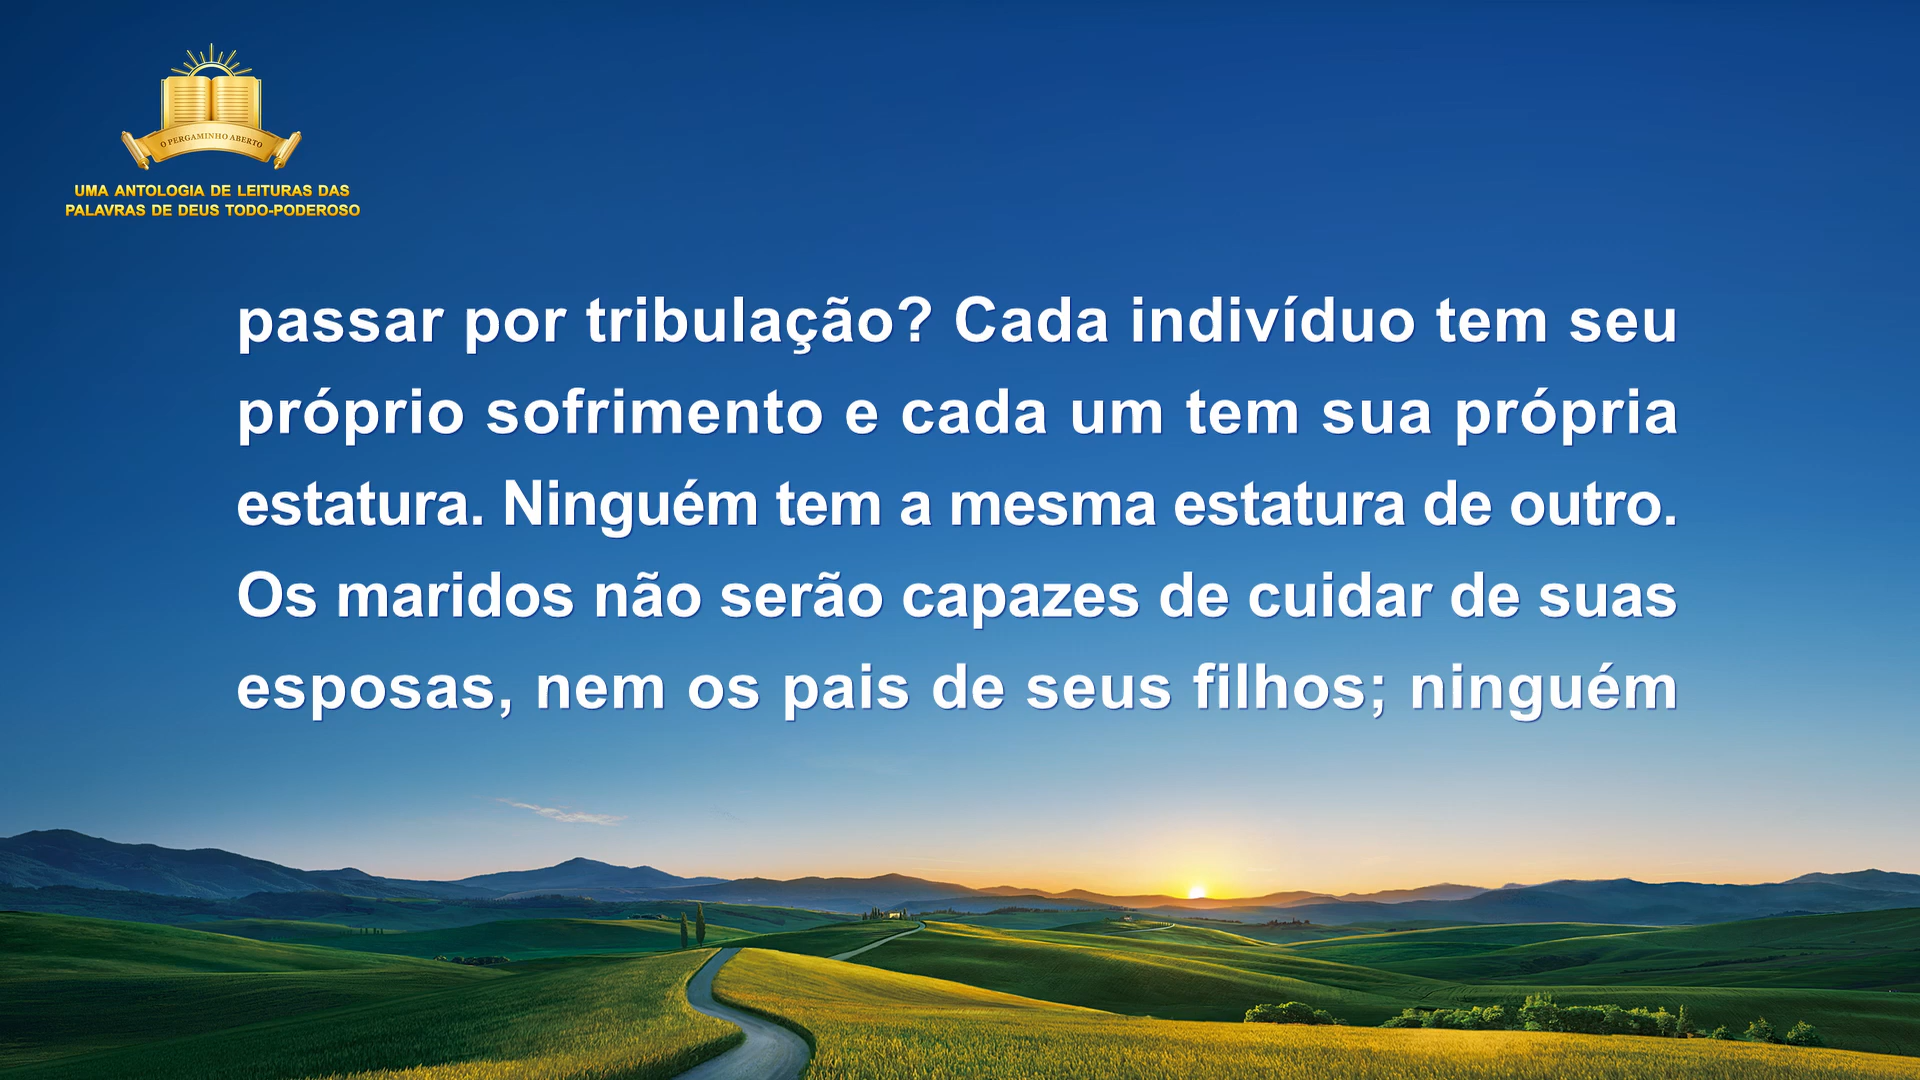 O PERGAMINHO ABERTO
UMA ANTOLOGIA DE LEITURAS DAS
PALAVRAS DE DEUS TODO-PODEROSO
passar por tribulação? Cada indivíduo tem seu
próprio sofrimento e cada um tem sua própria
estatura. Ninguém tem a mesma estatura de outro.
Os maridos não serão capazes de cuidar de suas
esposas, nem os pais de seus filhos; ninguém